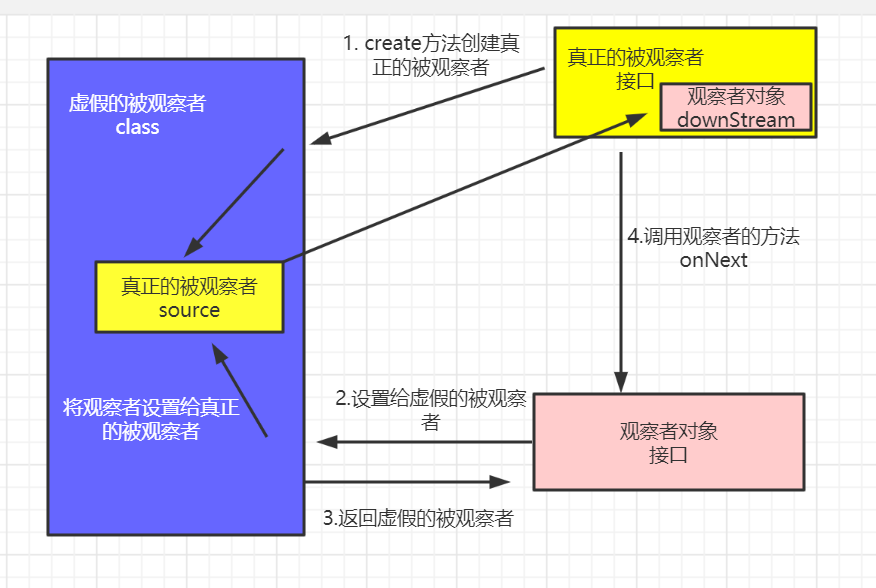 1. create方法创建真
正的被观察者
真正的被观察者
接口
观察者对象
downStream
虚假的被观察者
class
4.调用观察者的方法
onNext
真正的被观察者
source
将观察者设置给真正
的被观察者
2.设置给虚假的被观察
者
观察者对象
接口
3.返回虚假的被观察者